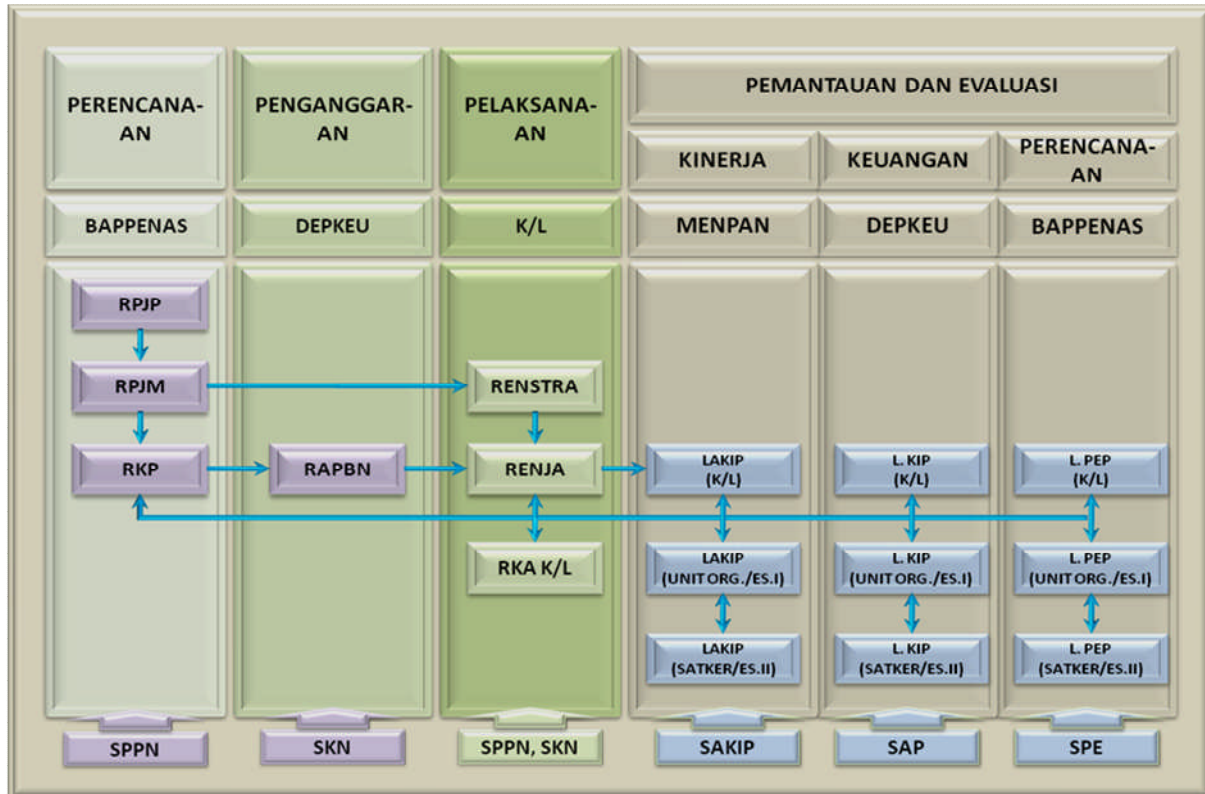 PERENCANA-
AN
PENGANGGAR-
AN
PELAKSANA-
AN
PEMANTAUAN DAN EVALUASI
KINERJA
KEUANGAN
PERENCANA-
AN
BAPPENAS
DEPKEU
K/L
MENPAN
DEPKEU
BAPPENAS
RPJP
RPJM
RENSTRA
RKP
RAPBN
RENJA
LAKIP
(K/L)
L. KIP
(K/L)
L. PEP
(K/L)
RKA K/L
LAKIP
(UNIT ORG./ES.I)
L. KIP
(UNIT ORG./ES.I)
L. PEP
(UNIT ORG./ES.I)
LAKIP
(SATKER/ES.II)
L. KIP
(SATKER/ES.II)
L. PEP
(SATKER/ES.II)
SPPN
SKN
SPPN, SKN
SAKIP
SAP
SPE